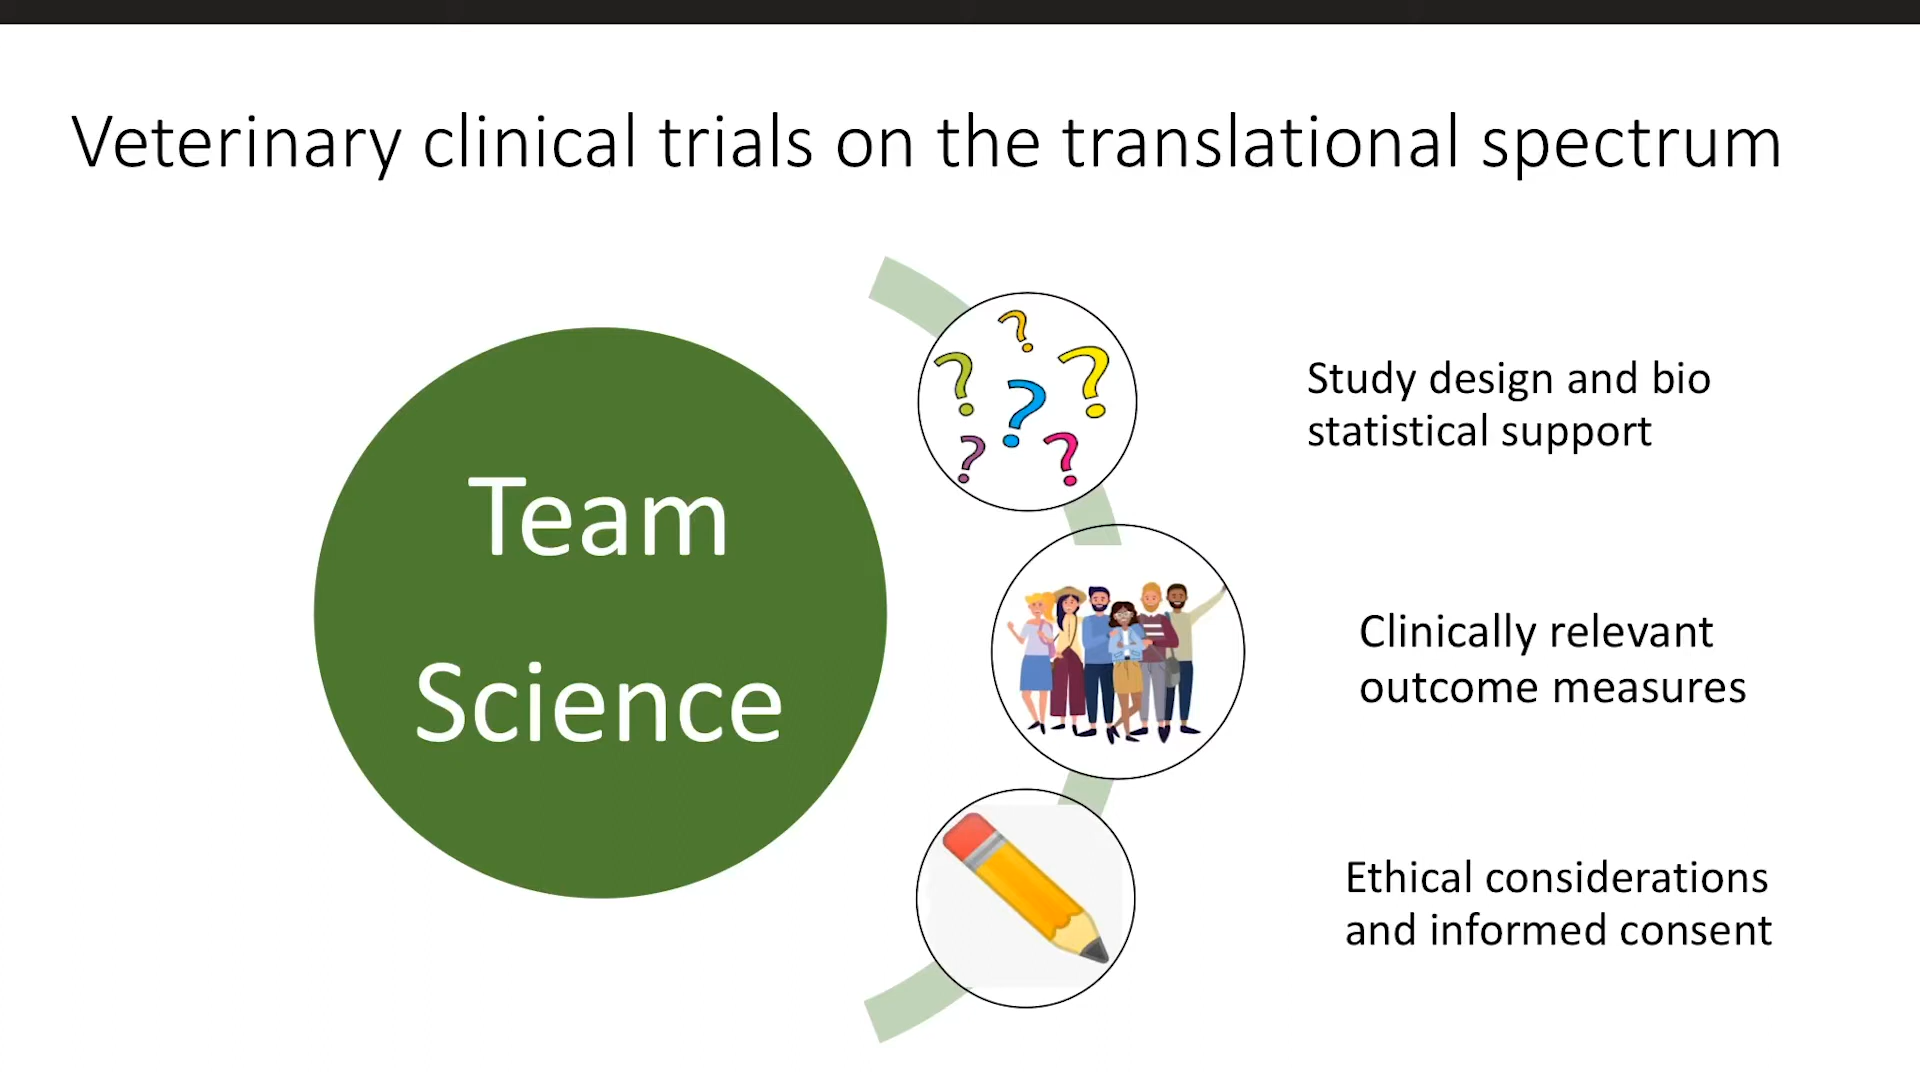 Veterinary clinical trials on the translational spectrum
Team
Science
Study design and bio
statistical support
Clinically relevant
outcome measures
Ethical considerations
and informed consent